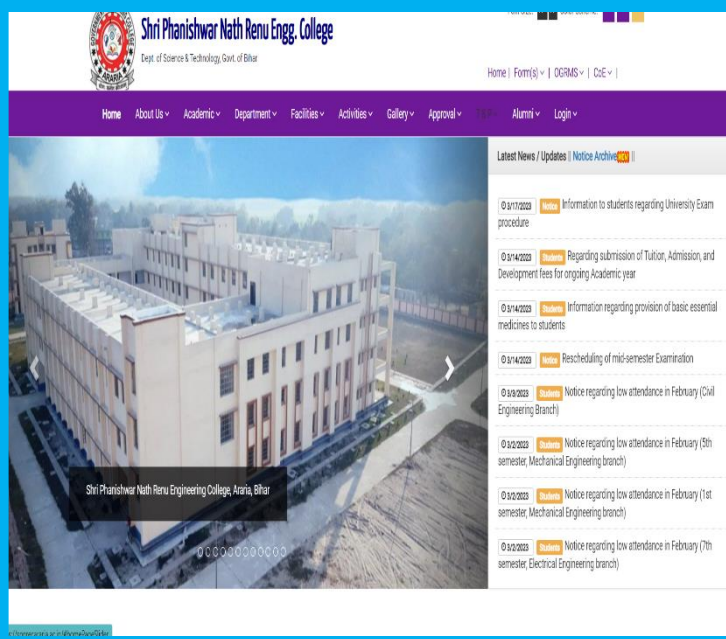 Shri Phanishwar Nath Renu Engg. College
Dept. of Science & Technology, Govt. of Bihar
ARARIA
Home | Form(s) | OGRMS | CoE |
Home About Us Academic Department Facilities Activities Gallery Approval Alumni Login
Latest News / Updates || Notice Archive ||
3/17/2023 Notice Information to students regarding University Exam
procedure
3/14/2023 Students Regarding submission of Tuition, Admission, and
Development fees for ongoing Academic year
3/14/2023 Students Information regarding provision of basic essential
medicines to students
3/14/2023 Notice Rescheduling of mid-semester Examination
3/3/2023 Students Notice regarding low attendance in February (Civil
Engineering Branch)
3/2/2023 Students Notice regarding low attendance in February (5th
semester, Mechanical Engineering branch)
3/2/2023 Students Notice regarding low attendance in February (1st
semester, Mechanical Engineering branch)
3/2/2023 Students Notice regarding low attendance in February (7th
semester, Electrical Engineering branch)
Shri Phanishwar Nath Renu Engineering College, Araria, Bihar